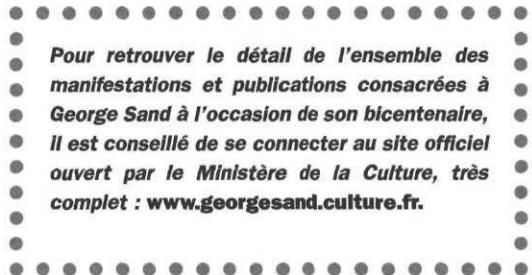 Pour retrouver le détail de l'ensemble des
manifestations et publications consacrées à
George Sand à l'occasion de son bicentenaire,
il est conseillé de se connecter au site officiel
ouvert par le Ministère de la Culture, très
complet : www.georgesand.culture.fr.